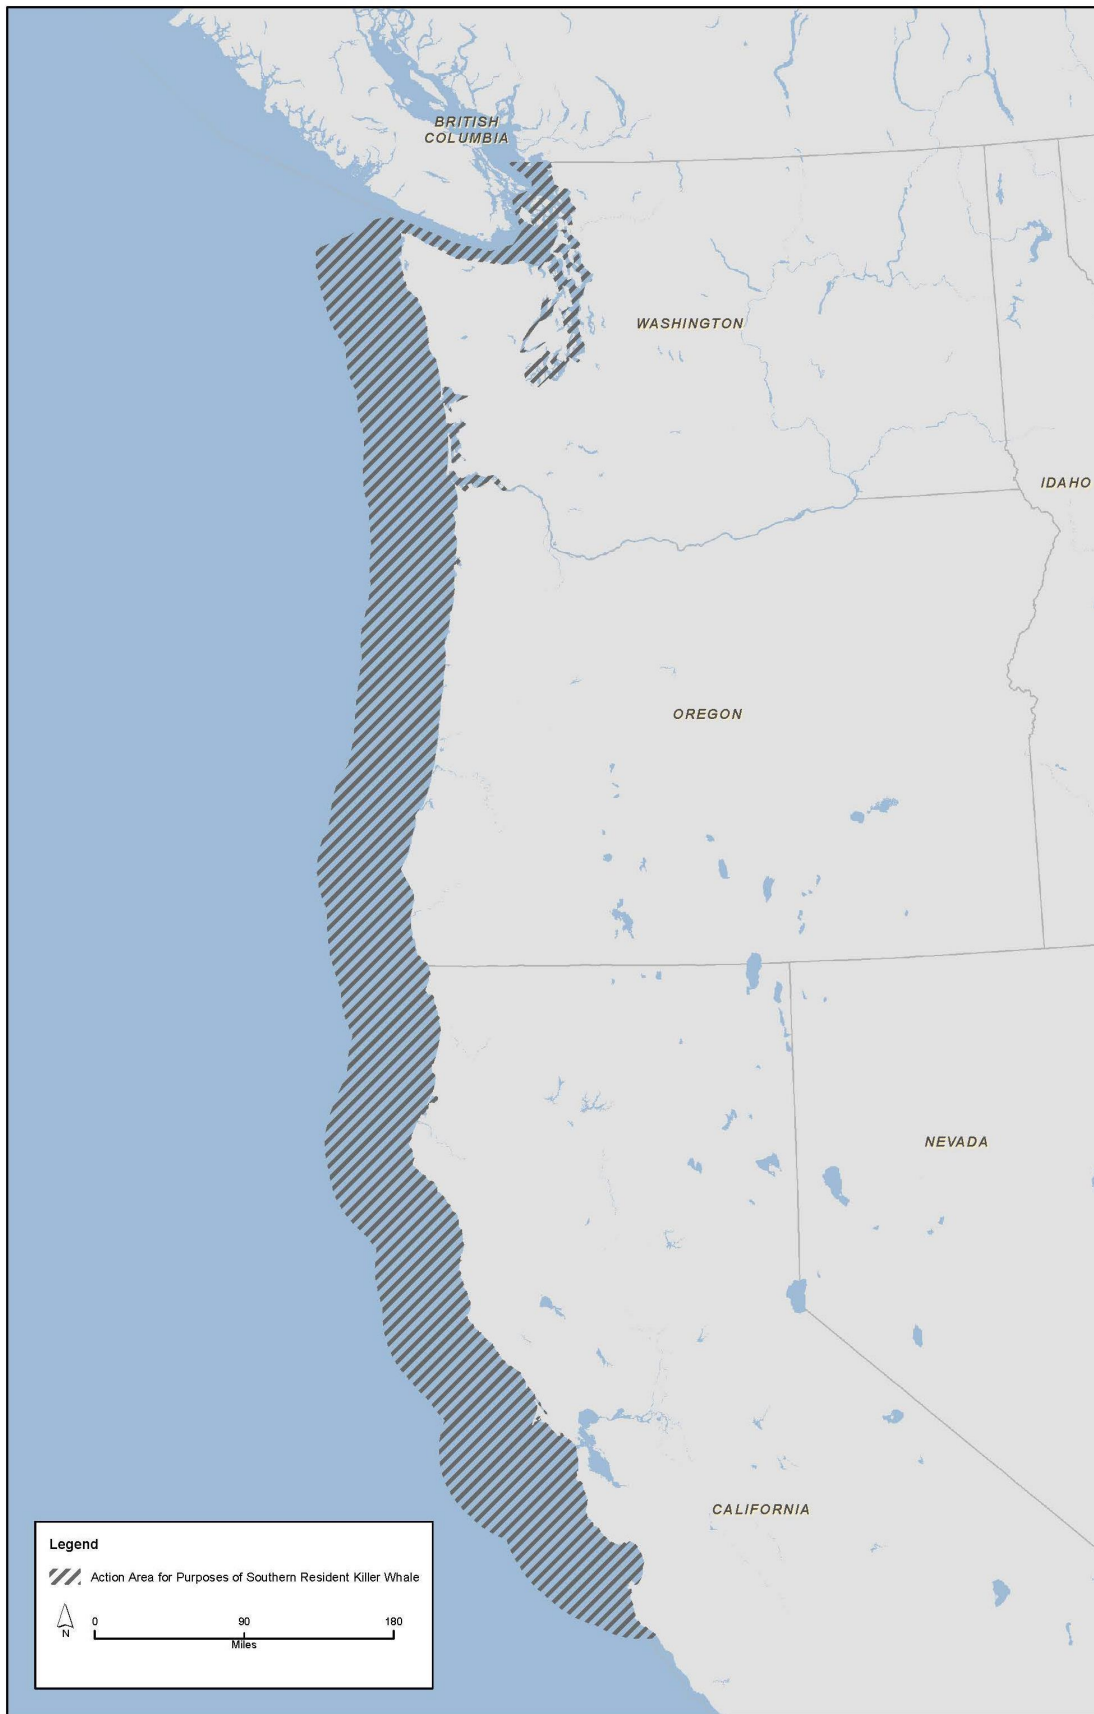 BRITISH
COLUMBIA
WASHINGTON
IDAHO
OREGON
NEVADA
CALIFORNIA
Legend
Action Area for Purposes of Southern Resident Killer Whale
N
0 90 180
Miles